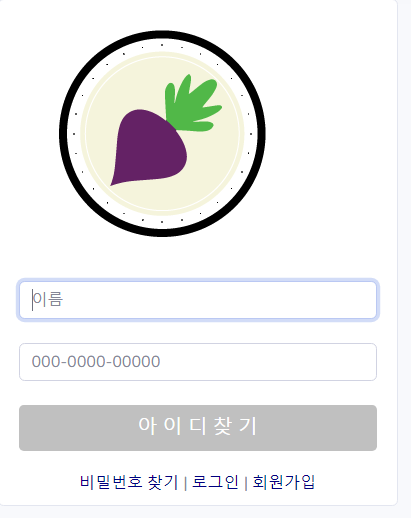 이름
000-0000-00000
아이디찾기
비밀번호 찾기 | 로그인 | 회원가입